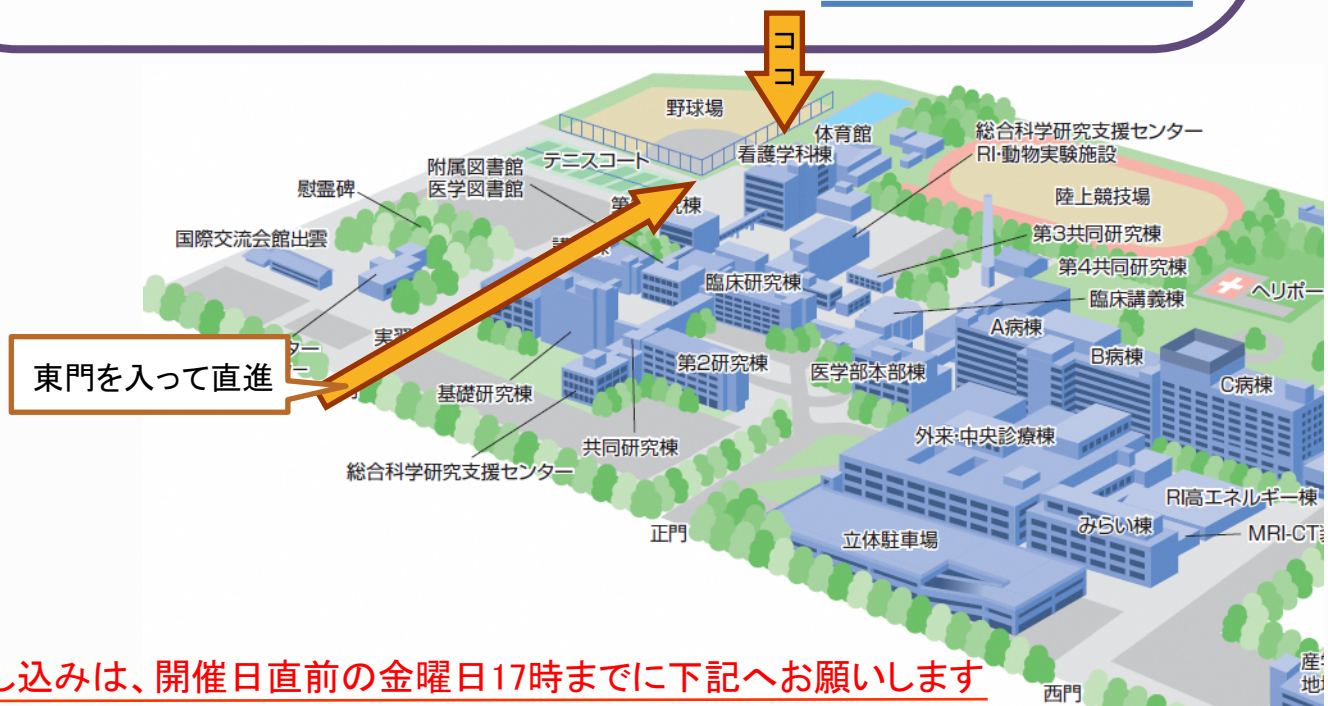 ココ
野球場
体育館
看護学科棟
総合科学研究支援センター
RI・動物実験施設
附属図書館
医学図書館
テニスコート
慰霊碑
陸上競技場
国際交流会館出雲
第3共同研究棟
臨床研究棟
第4共同研究棟
臨床講義棟
ヘリポー
A病棟
東門を入って直進
第2研究棟
医学部本部棟
B病棟
C病棟
基礎研究棟
外来・中央診療棟
共同研究棟
総合科学研究支援センター
RI高エネルギー棟
正門
立体駐車場
みらい棟
MRI-CT
し込みは、開催日直前の金曜日17時までに下記へお願いします
西門